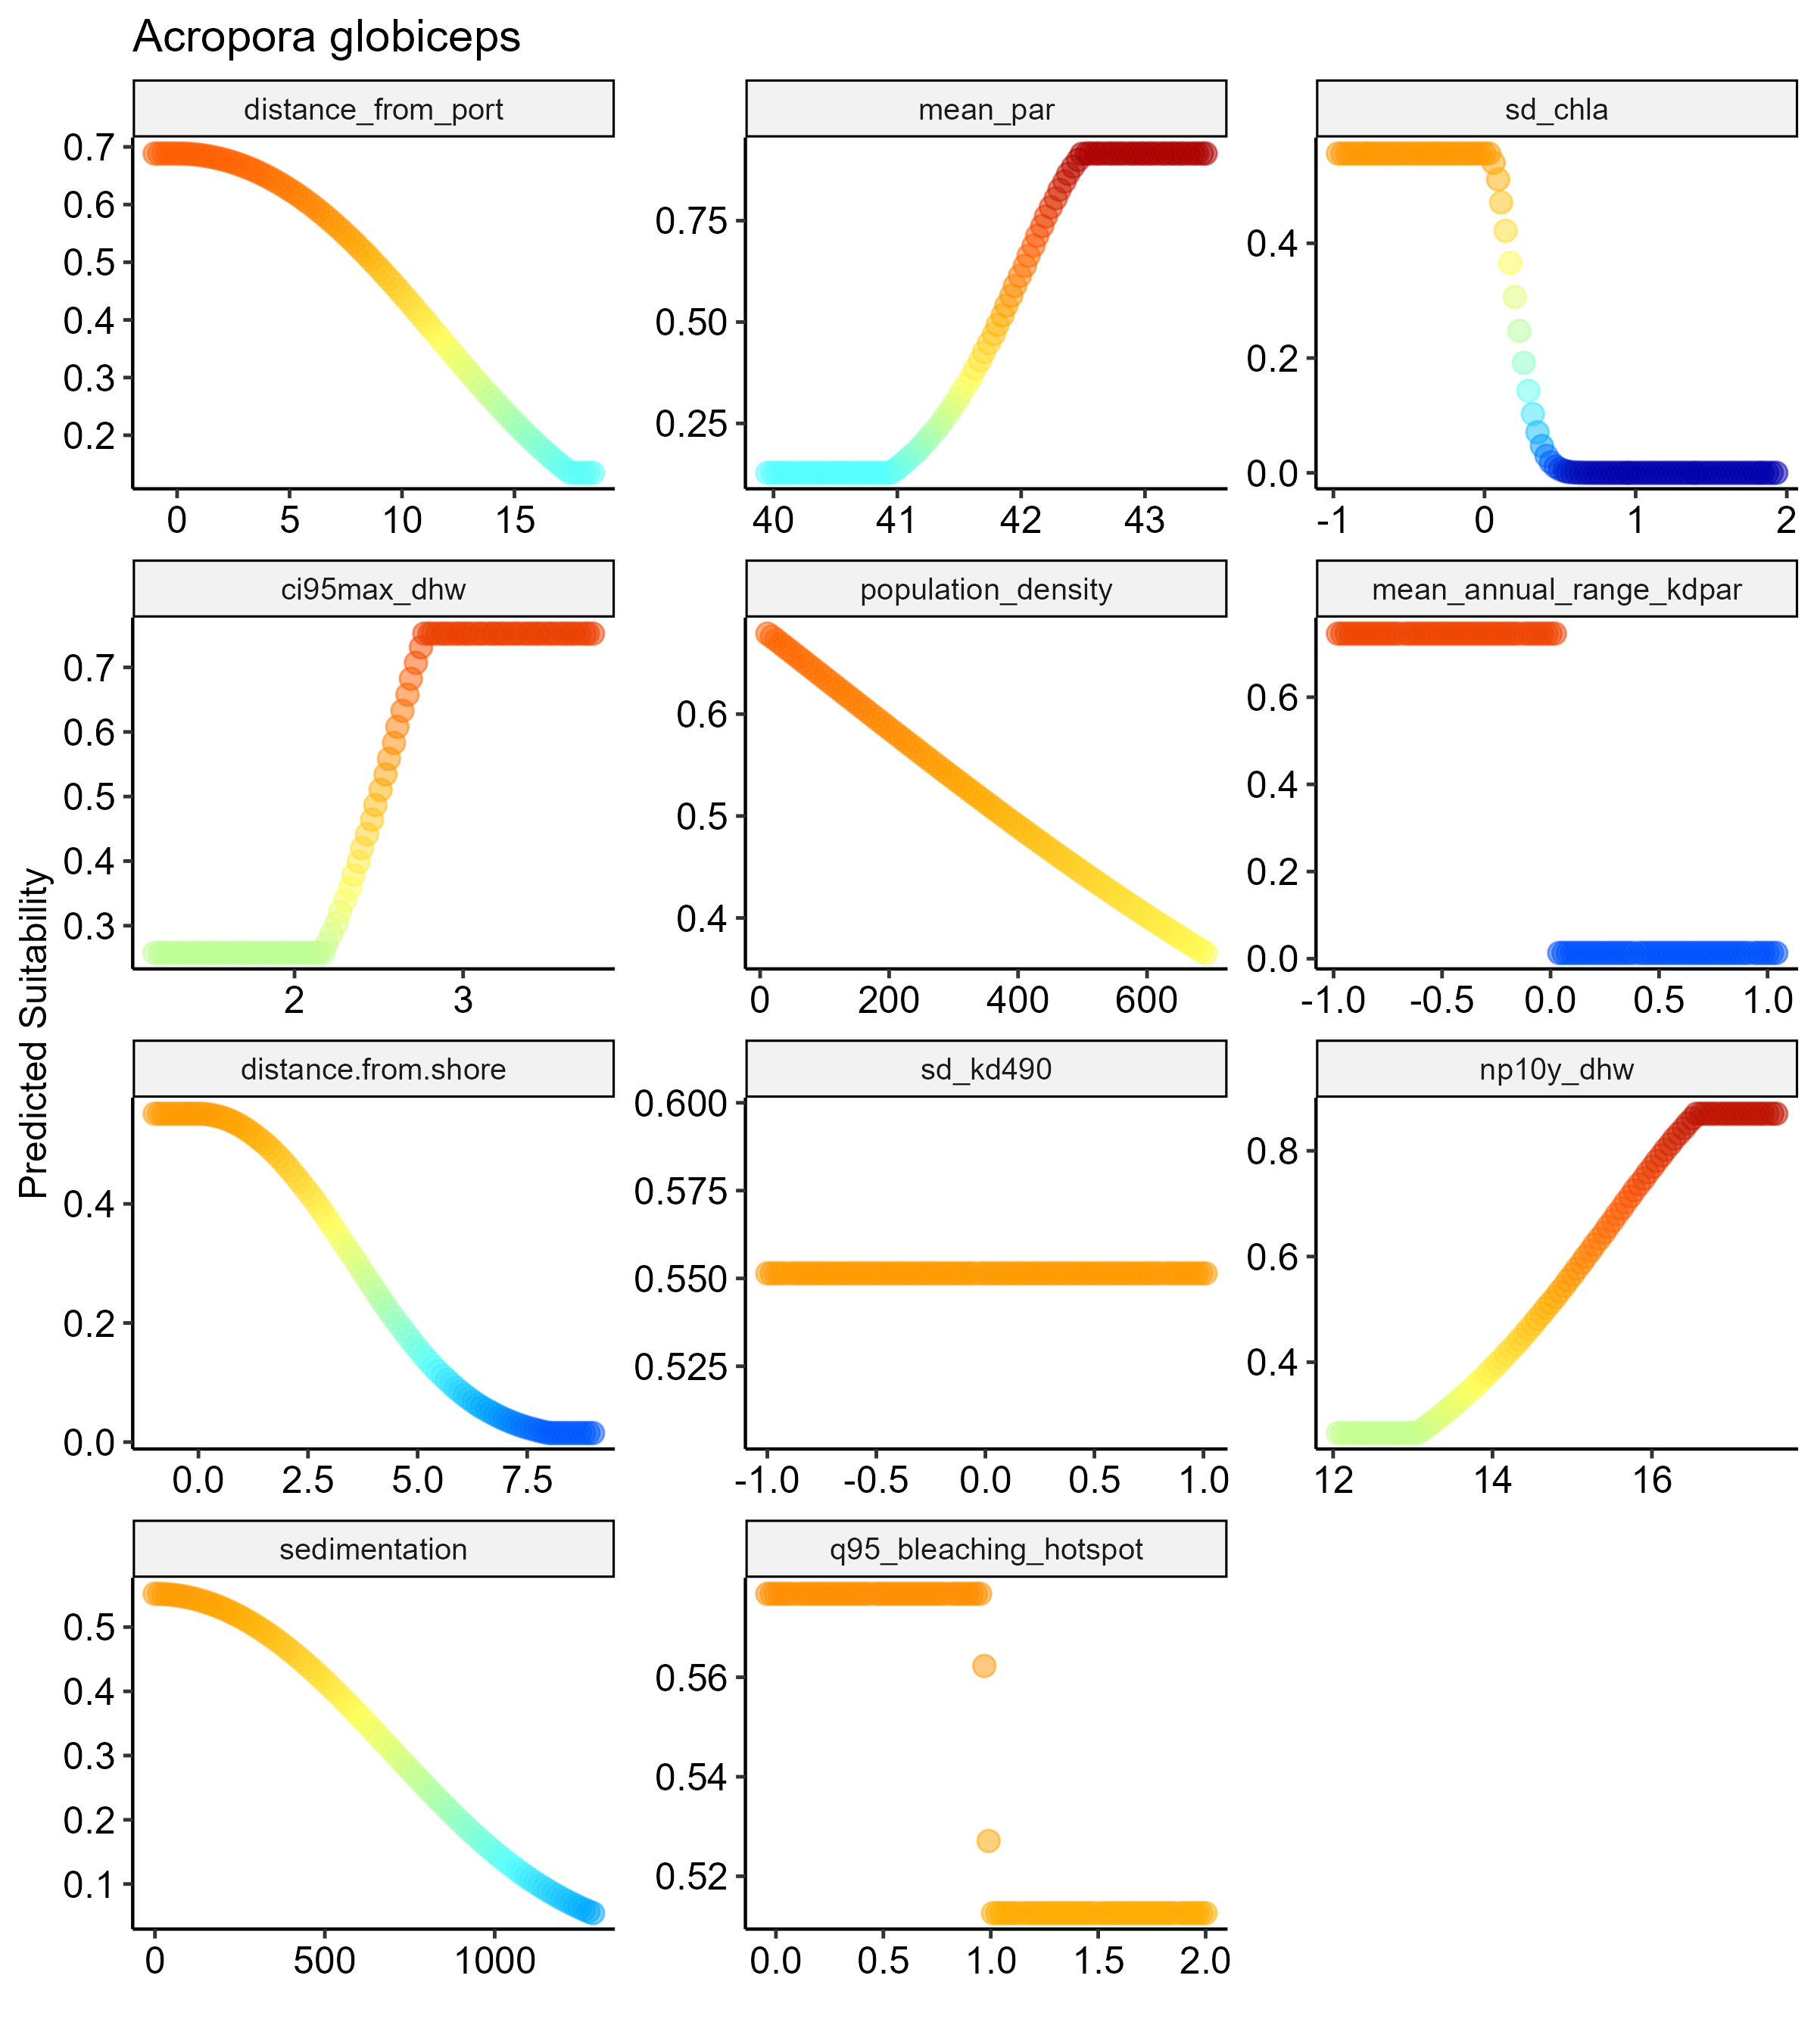 Acropora globiceps
distance_from_port
mean_par
sd_chla
0.7
0.6
0.5
0.4
0.3
0.2
0.75
0.50
0.25
0.4
0.2
0.0
0 5 10 15
40 41 42 43
-1 0 1 2
ci95max_dhw
population_density
mean_annual_range_kdpar
0.7
0.6
0.5
0.4
0.3
0.6
0.5
0.4
0.6
0.4
0.2
0.0
2 3
0 200 400 600
-1.0 -0.5 0.0 0.5 1.0
Predicted Suitability
distance.from.shore
sd_kd490
np10y_dhw
0.4
0.2
0.0
0.600
0.575
0.550
0.525
0.8
0.6
0.4
0.0 2.5 5.0 7.5
-1.0 -0.5 0.0 0.5 1.0
12 14 16
sedimentation
q95_bleaching_hotspot
0.5
0.4
0.3
0.2
0.1
0.56
0.54
0.52
0 500 1000
0.0 0.5 1.0 1.5 2.0